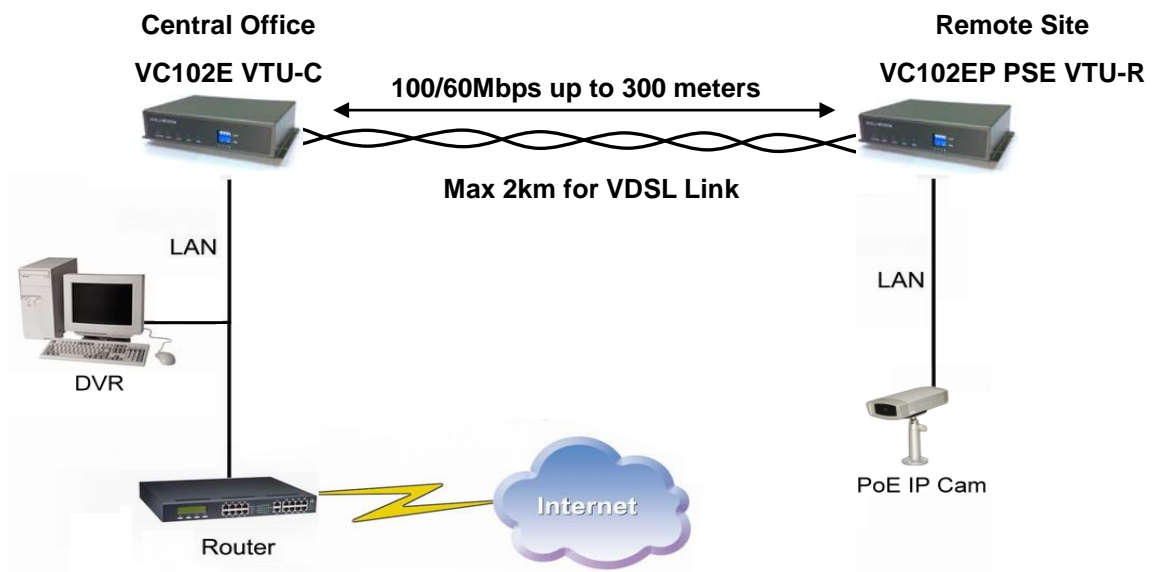 Central Office
Remote Site
VC102E VTU-C
VC102EP PSE VTU-R
100/60Mbps up to 300 meters
Max 2km for VDSL Link
LAN
LAN
DVR
PoE IP Cam
Internet
Router